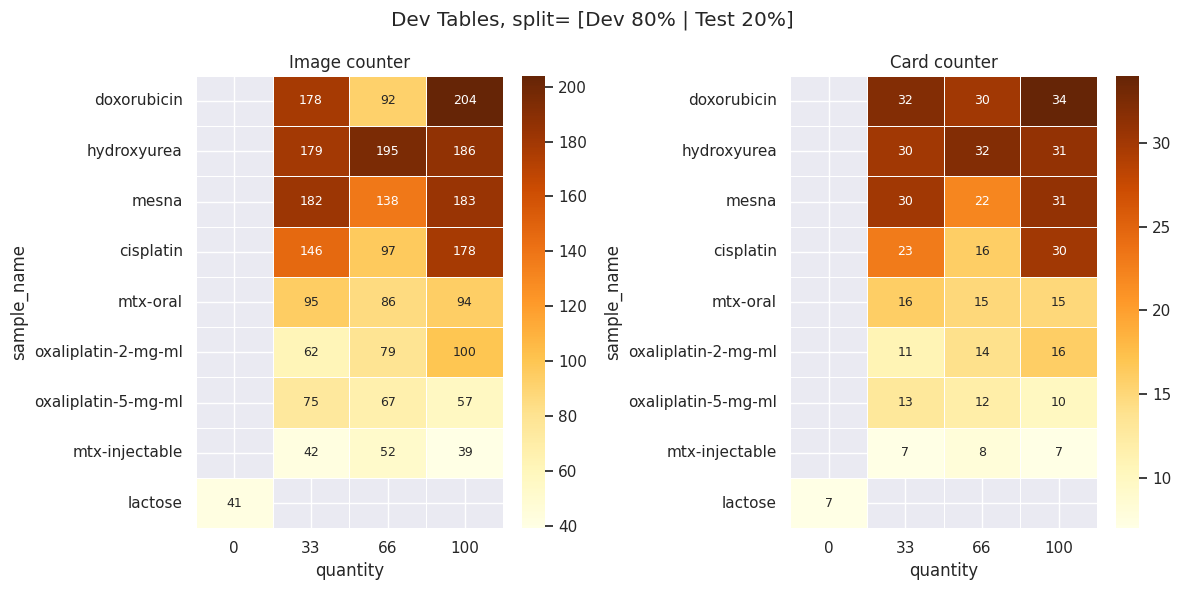 Dev Tables, split= [Dev 80% | Test 20%]
Image counter
sample_name
doxorubicin 178 92 204
hydroxyurea 179 195 186
mesna 182 138 183
cisplatin 146 97 178
mtx-oral 95 86 94
oxaliplatin-2-mg-ml 62 79 100
oxaliplatin-5-mg-ml 75 67 57
mtx-injectable 42 52 39
lactose 41
0 33 66 100
quantity
200
180
160
140
120
100
80
60
40
Card counter
sample_name
doxorubicin 32 30 34
hydroxyurea 30 32 31
mesna 30 22 31
cisplatin 23 16 30
mtx-oral 16 15 15
oxaliplatin-2-mg-ml 11 14 16
oxaliplatin-5-mg-ml 13 12 10
mtx-injectable 7 8 7
lactose 7
0 33 66 100
quantity
30
25
20
15
10